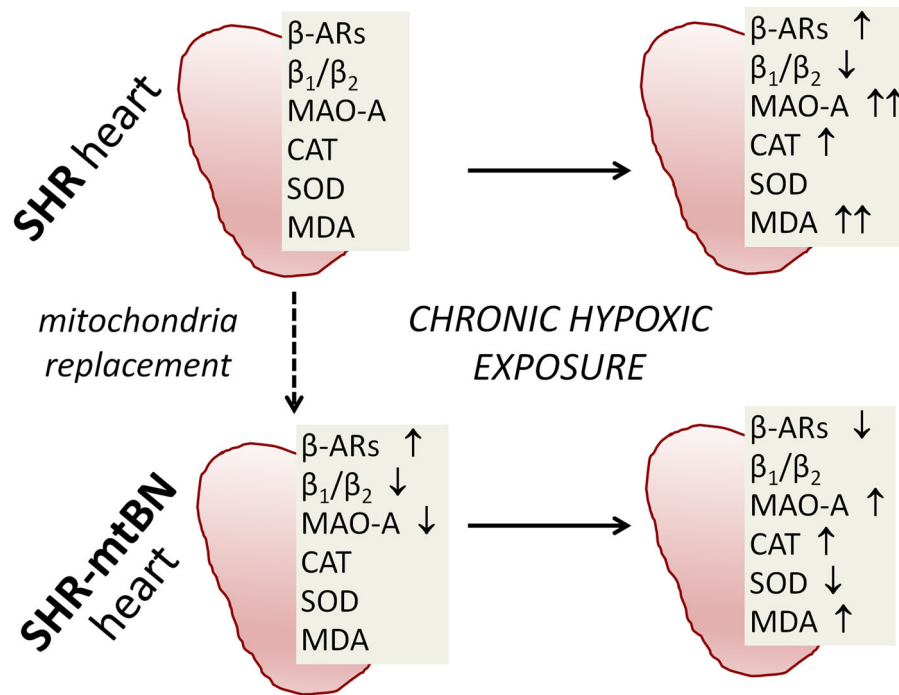 SHR heart
β-ARs
β₁/β₂
MAO-A
CAT
SOD
MDA
β-ARs ↑
β₁/β₂ ↓
MAO-A ↑↑
CAT ↑
SOD
MDA ↑↑
mitochondria
replacement
CHRONIC HYPOXIC
EXPOSURE
SHR-mtBN
heart
β-ARs ↑
β₁/β₂ ↓
MAO-A ↓
CAT
SOD
MDA
β-ARs ↓
β₁/β₂
MAO-A ↑
CAT ↑
SOD ↓
MDA ↑